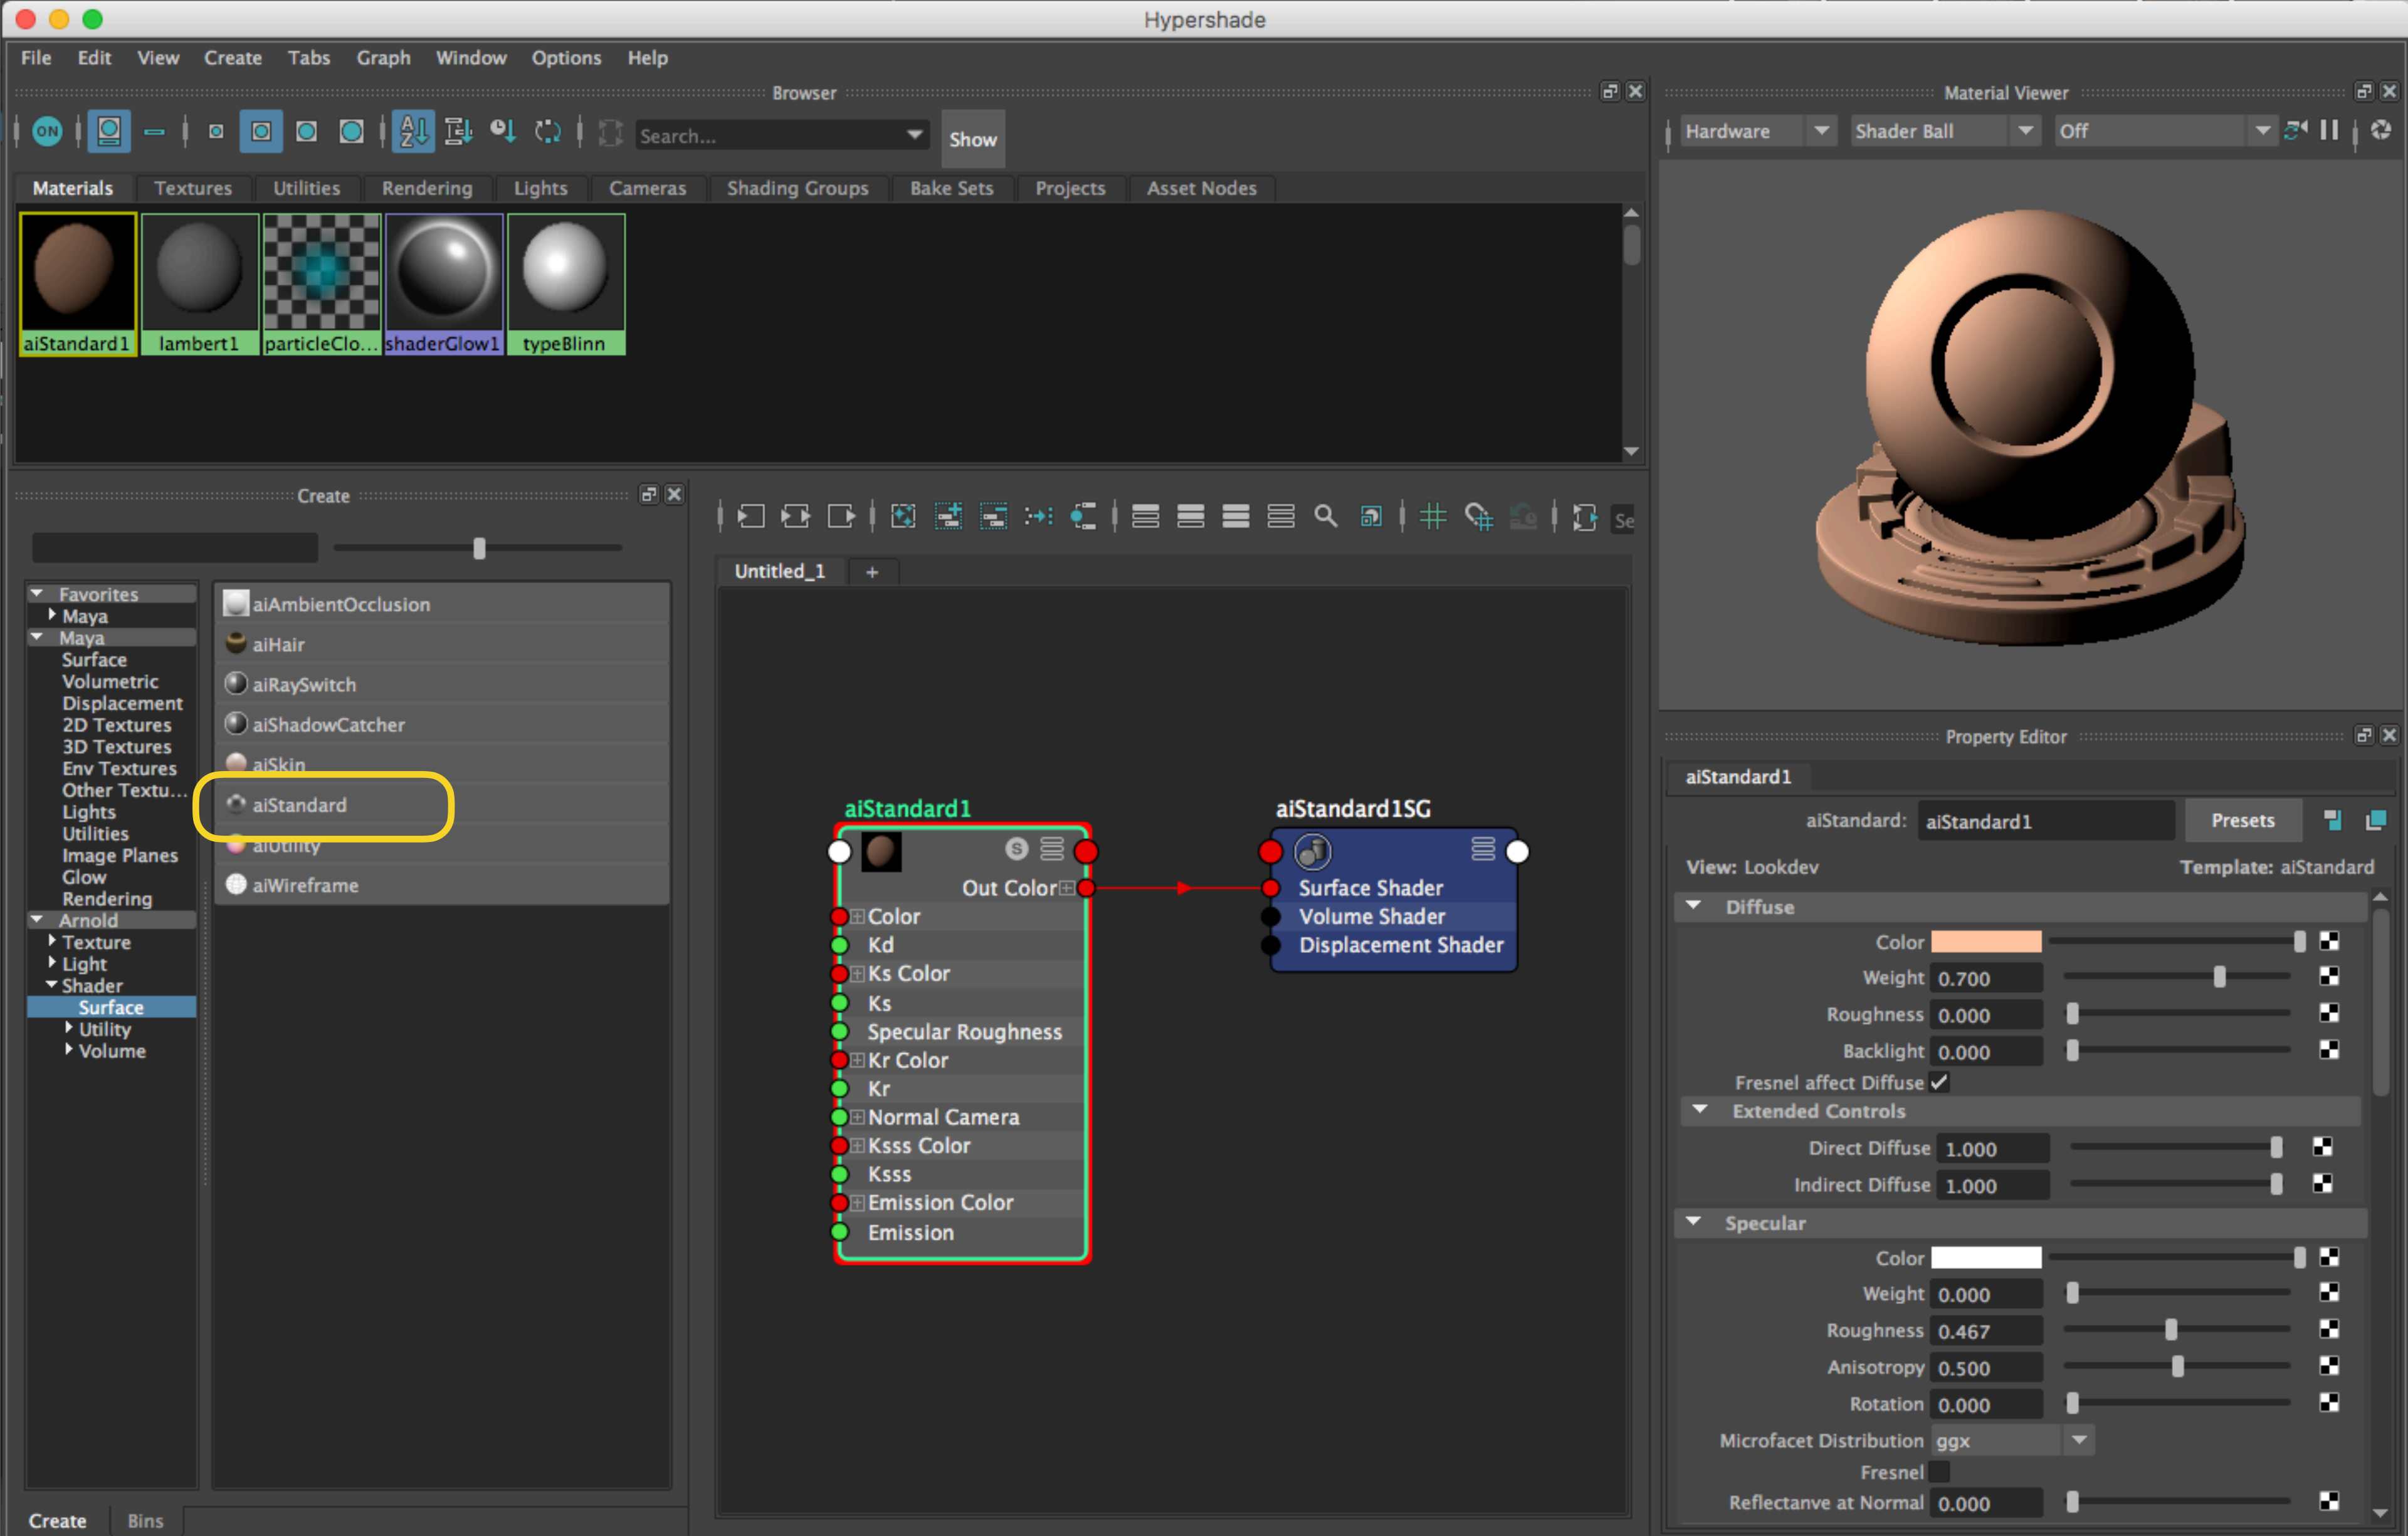 Hypershade
File Edit View Create Tabs Graph Window Options Help
Browser
ON
AZ
Search...
Show
Materials Textures Utilities Rendering Lights Cameras Shading Groups Bake Sets Projects Asset Nodes
aiStandard1 lambert1 particleClo... shaderGlow1 typeBlinn
Create
Favorites
Maya
Maya
Surface
Volumetric
Displacement
2D Textures
3D Textures
Env Textures
Other Textu...
Lights
Utilities
Image Planes
Glow
Rendering
Arnold
Texture
Light
Shader
Surface
Utility
Volume
aiAmbientOcclusion
aiHair
aiRaySwitch
aiShadowCatcher
aiSkin
aiStandard
aiUtility
aiWireframe
Create Bins
Se
Untitled_1 +
aiStandard1
S
Out Color
Color
Kd
Ks Color
Ks
Specular Roughness
Kr Color
Kr
Normal Camera
Ksss Color
Ksss
Emission Color
Emission
aiStandard1SG
Surface Shader
Volume Shader
Displacement Shader
Material Viewer
Hardware Shader Ball Off
Property Editor
aiStandard1
aiStandard: aiStandard1 Presets
View: Lookdev Template: aiStandard
Diffuse
Color
Weight 0.700
Roughness 0.000
Backlight 0.000
Fresnel affect Diffuse
Extended Controls
Direct Diffuse 1.000
Indirect Diffuse 1.000
Specular
Color
Weight 0.000
Roughness 0.467
Anisotropy 0.500
Rotation 0.000
Microfacet Distribution ggx
Fresnel
Reflectanve at Normal 0.000